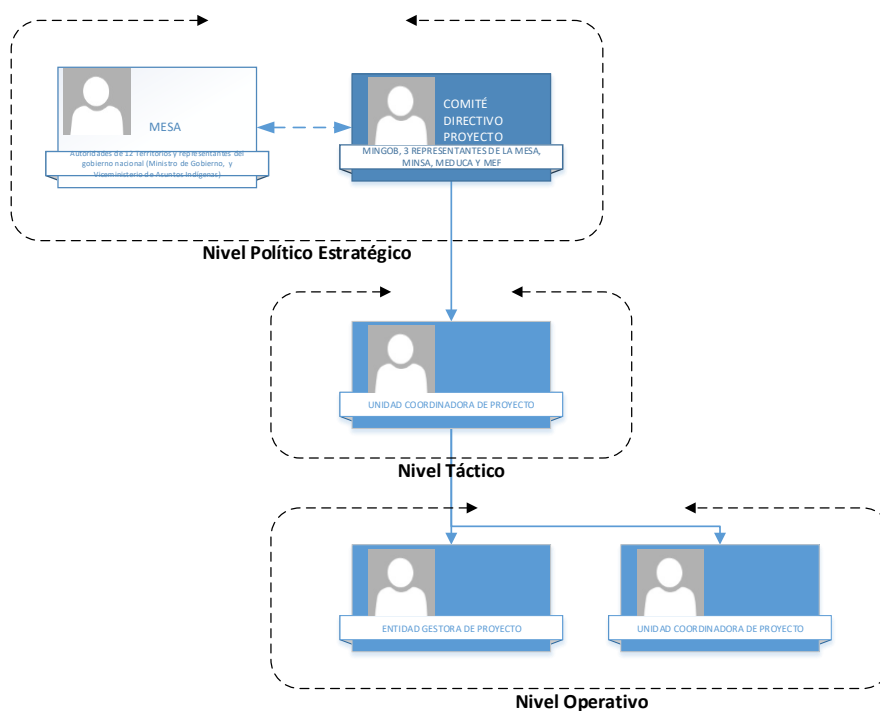 MESA
Autoridades de 12 Territorios y representantes del
gobierno nacional (Ministro de Gobierno, y
Viceministerio de Asuntos Indígenas)
COMITÉ
DIRECTIVO
PROYECTO
MINGOB, 3 REPRESENTANTES DE LA MESA,
MINSA, MEDUCA Y MEF
Nivel Político Estratégico
UNIDAD COORDINADORA DE PROYECTO
Nivel Táctico
ENTIDAD GESTORA DE PROYECTO
UNIDAD COORDINADORA DE PROYECTO
Nivel Operativo